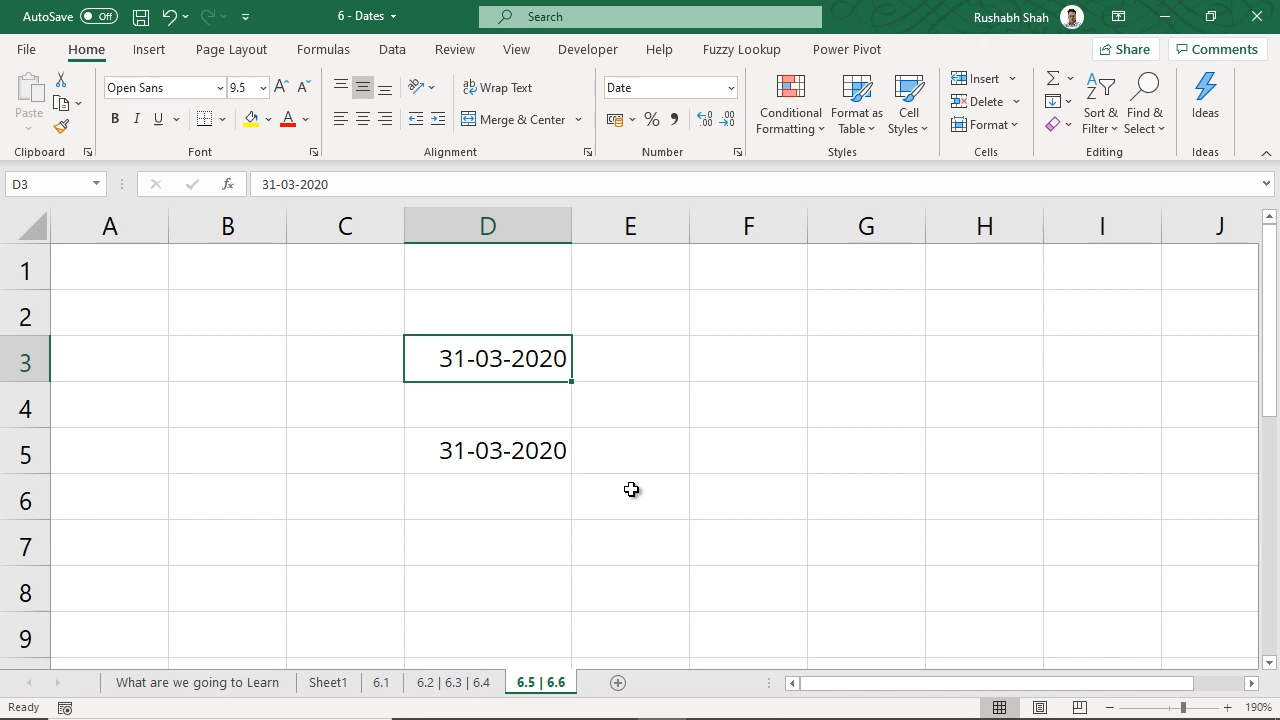 AutoSave Off 6 - Dates Search Rushabh Shah
File Home Insert Page Layout Formulas Data Review View Developer Help Fuzzy Lookup Power Pivot Share Comments
Paste
Clipboard
Open Sans 9.5
B I U A
Font
Wrap Text
Merge & Center
Alignment
Date
%
Number
Conditional Formatting
Format as Table
Cell Styles
Styles
Insert
Delete
Format
Cells
Sort & Filter
Find & Select
Editing
Ideas
Ideas
D3 fx 31-03-2020
A B C D E F G H I J
1
2
3 31-03-2020
4
5 31-03-2020
6
7
8
9
What are we going to Learn Sheet1 6.1 6.2 | 6.3 | 6.4 6.5 | 6.6
Ready 190%